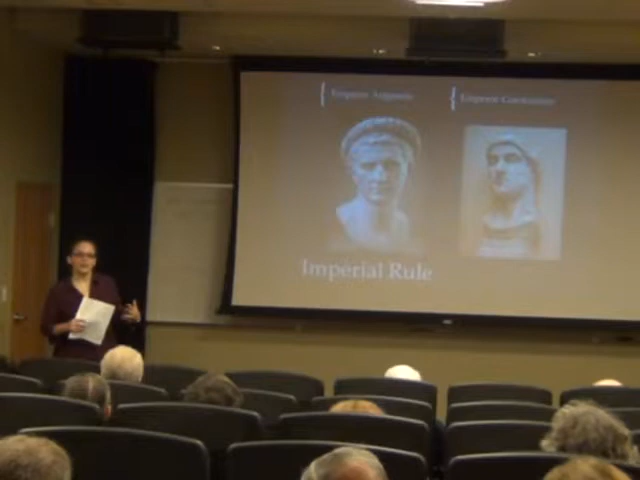 Emperor Augustus
Emperor Constantine
Imperial Rule